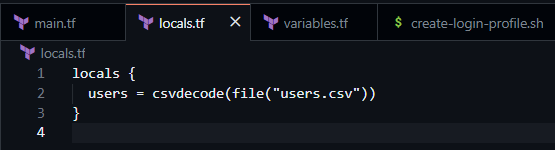 main.tf locals.tf × variables.tf $ create-login-profile.sh
locals.tf
1 locals {
2 users = csvdecode(file("users.csv"))
3 }
4